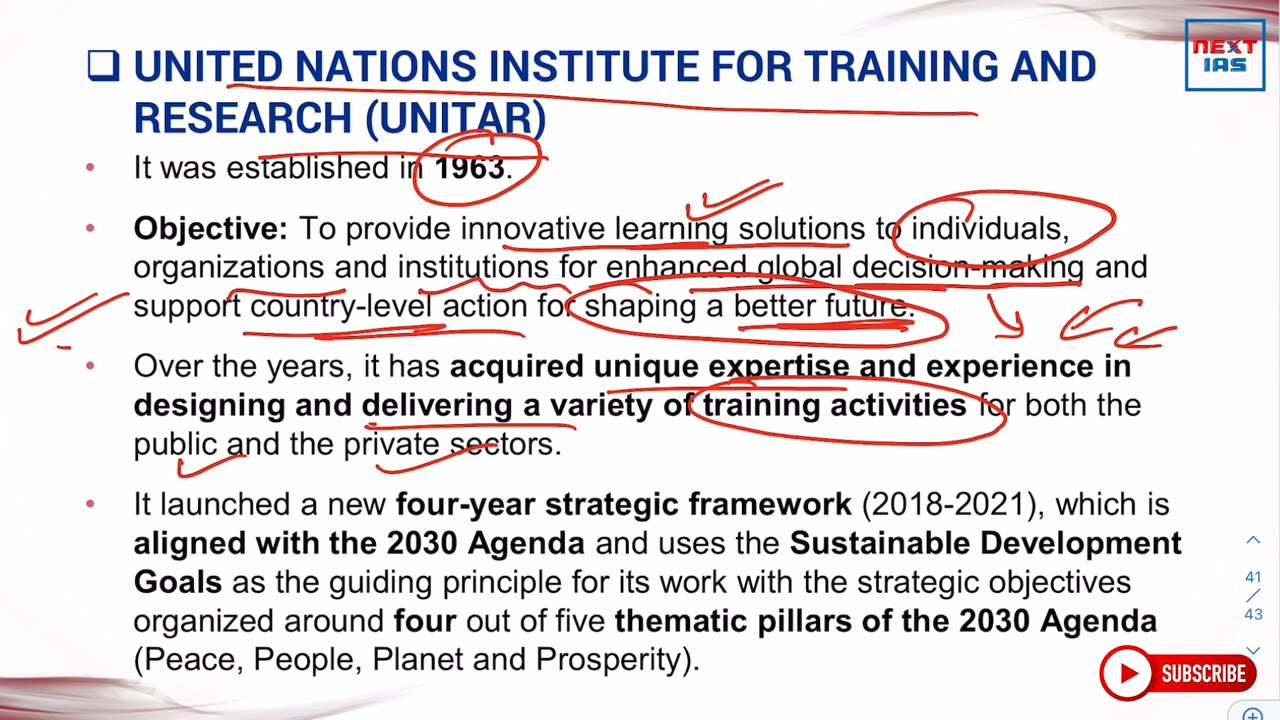 NEXT
IAS
❑ UNITED NATIONS INSTITUTE FOR TRAINING AND
RESEARCH (UNITAR)
• It was established in 1963.
• Objective: To provide innovative learning solutions to individuals,
organizations and institutions for enhanced global decision-making and
support country-level action for shaping a better future.
• Over the years, it has acquired unique expertise and experience in
designing and delivering a variety of training activities for both the
public and the private sectors.
• It launched a new four-year strategic framework (2018-2021), which is
aligned with the 2030 Agenda and uses the Sustainable Development
Goals as the guiding principle for its work with the strategic objectives
organized around four out of five thematic pillars of the 2030 Agenda
(Peace, People, Planet and Prosperity).
41
/
43
SUBSCRIBE